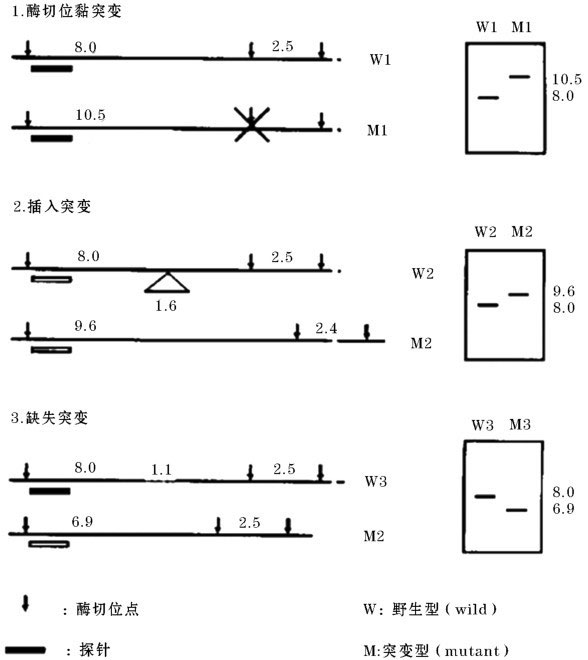 1.酶切位黏突变
8.0 2.5 W1
10.5 M1
W1 M1
10.5
8.0
2.插入突变
8.0 2.5 W2
1.6
9.6 2.4 M2
W2 M2
9.6
8.0
3.缺失突变
8.0 1.1 2.5 W3
6.9 2.5 M2
W3 M3
8.0
6.9
：酶切位点 W：野生型（wild）
：探针 M:突变型（mutant）